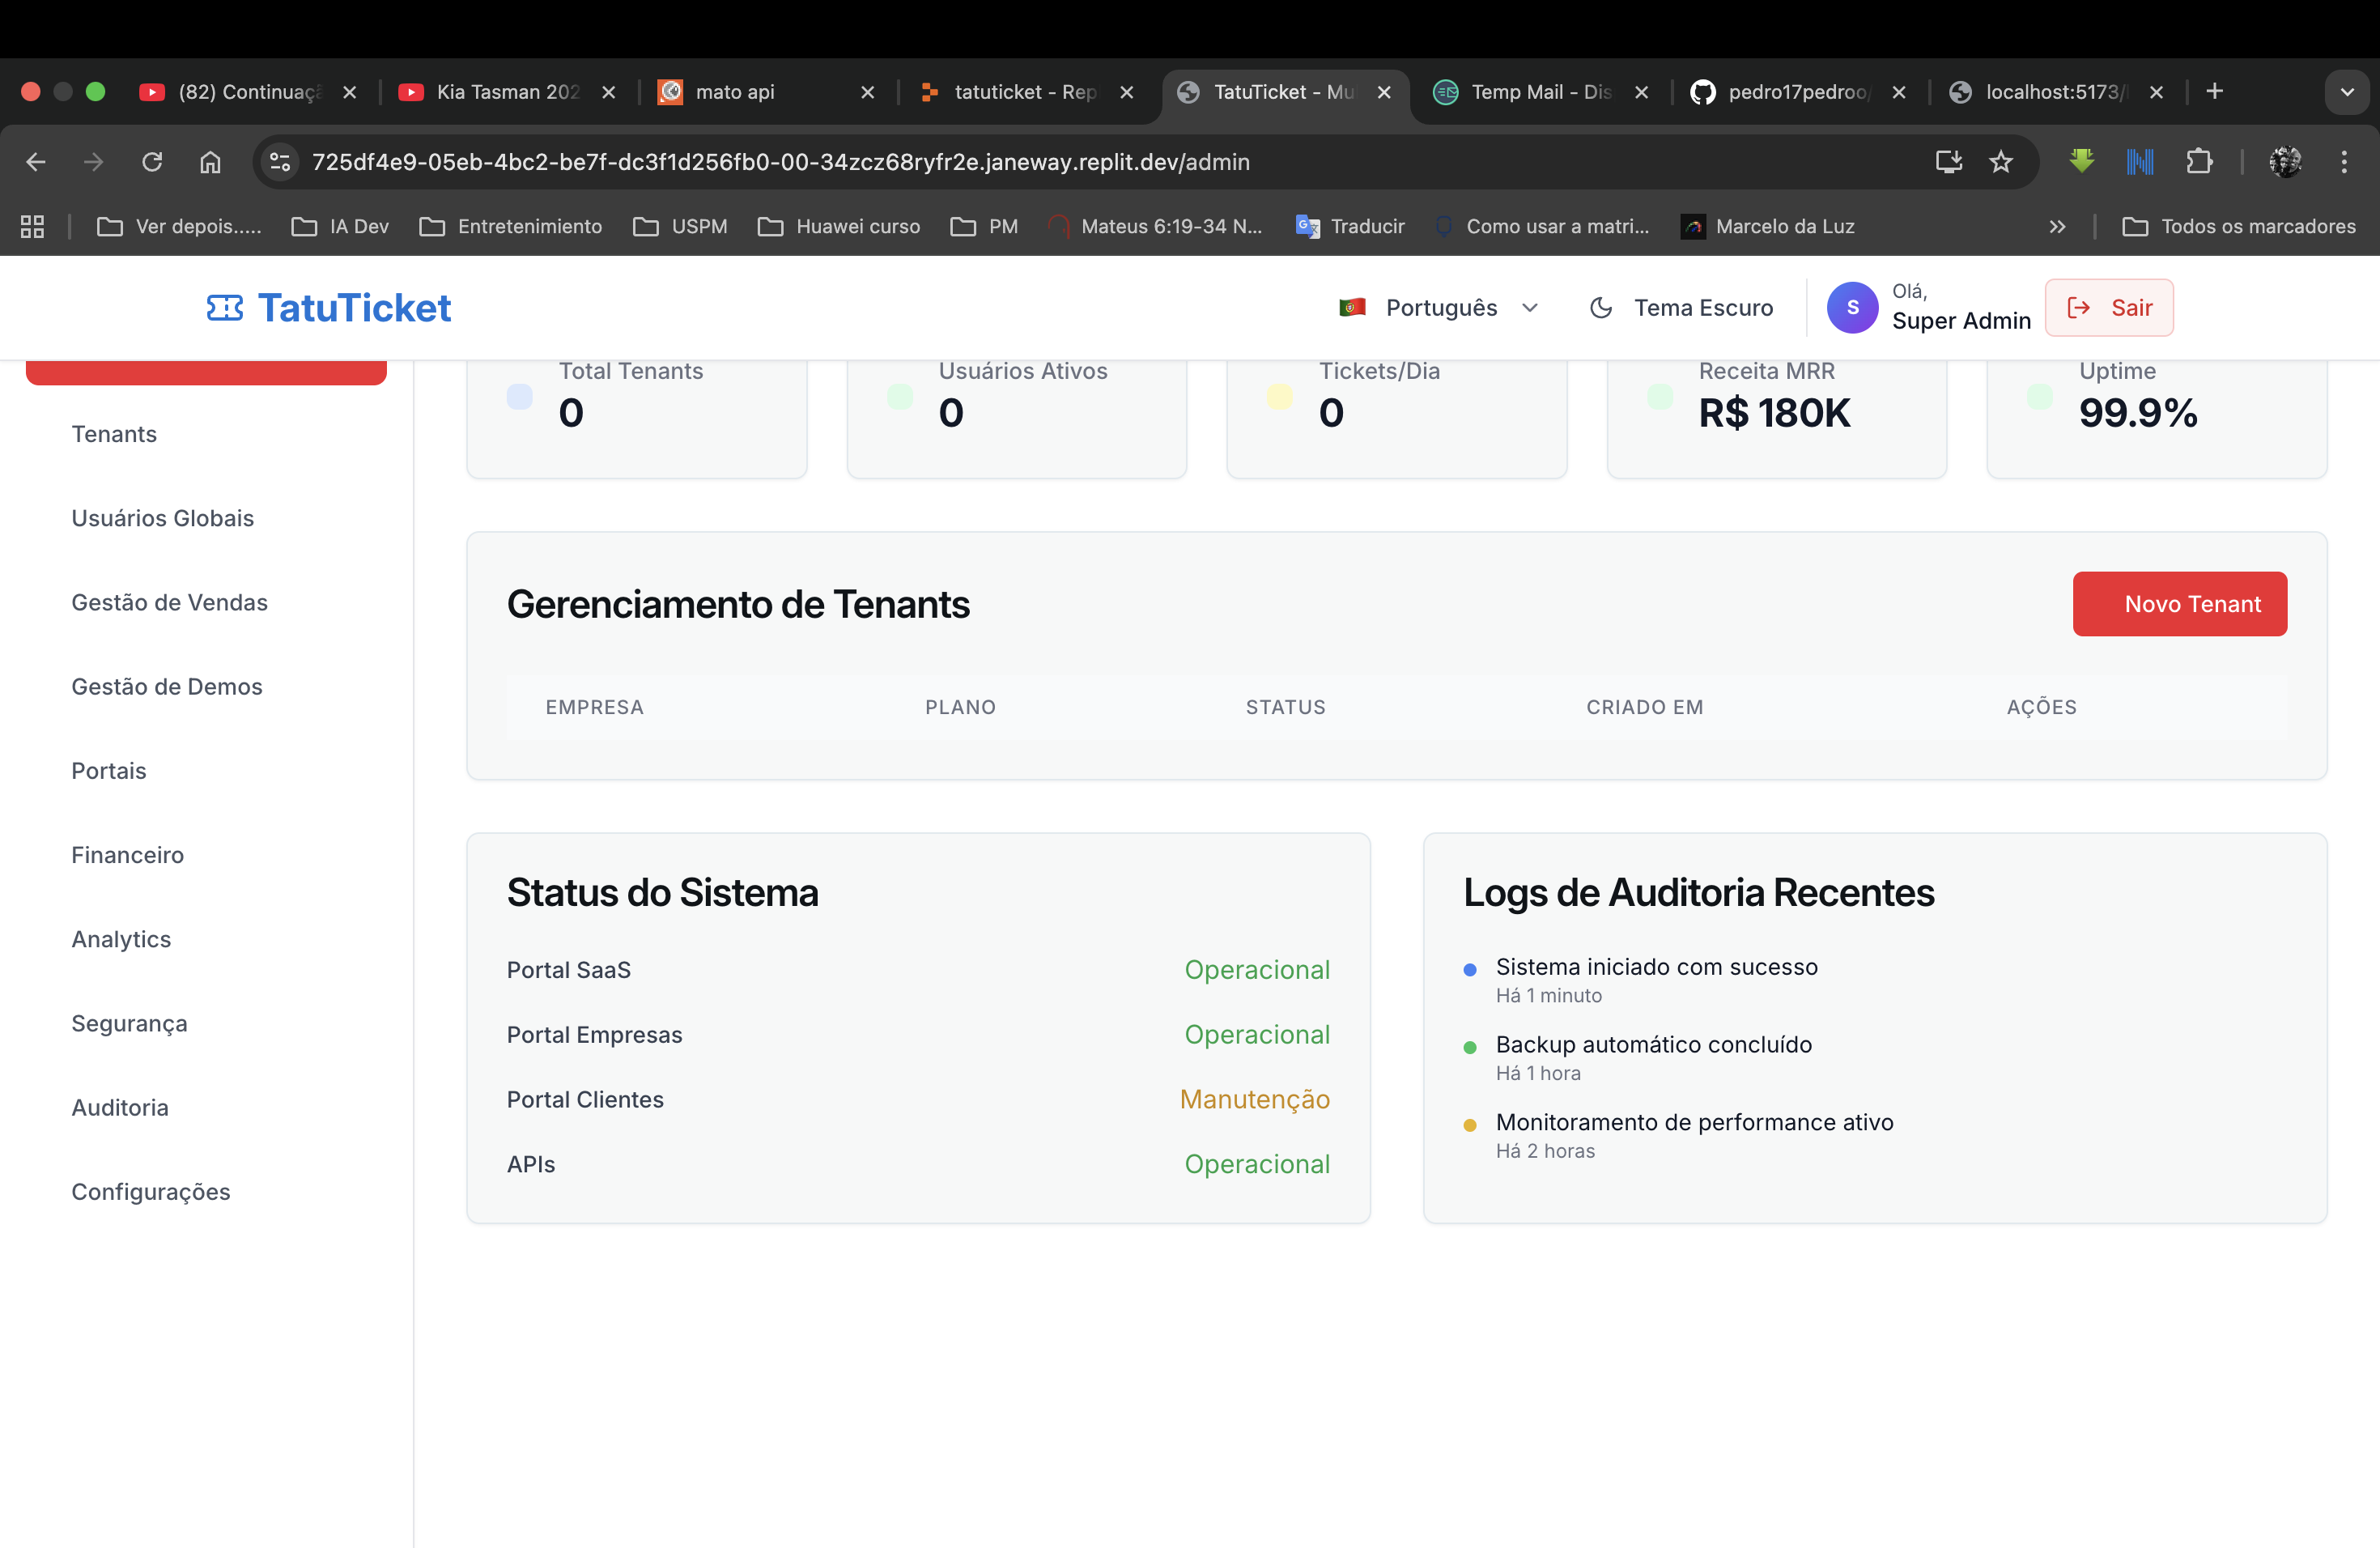 (82) Continuaçã
Kia Tasman 202
mato api
tatuticket - Rep
TatuTicket - Mu
Temp Mail - Dis
pedro17pedroo/
localhost:5173/
725df4e9-05eb-4bc2-be7f-dc3f1d256fb0-00-34zcz68ryfr2e.janeway.replit.dev/admin
Ver depois.....
IA Dev
Entretenimiento
USPM
Huawei curso
PM
Mateus 6:19-34 N...
Traducir
Como usar a matri...
Marcelo da Luz
Todos os marcadores
TatuTicket
Português
Tema Escuro
S
Olá,
Super Admin
Sair
Tenants
Usuários Globais
Gestão de Vendas
Gestão de Demos
Portais
Financeiro
Analytics
Segurança
Auditoria
Configurações
Total Tenants
0
Usuários Ativos
0
Tickets/Dia
0
Receita MRR
R$ 180K
Uptime
99.9%
Gerenciamento de Tenants
Novo Tenant
EMPRESA PLANO STATUS CRIADO EM AÇÕES
Status do Sistema
Portal SaaS Operacional
Portal Empresas Operacional
Portal Clientes Manutenção
APIs Operacional
Logs de Auditoria Recentes
Sistema iniciado com sucesso
Há 1 minuto
Backup automático concluído
Há 1 hora
Monitoramento de performance ativo
Há 2 horas